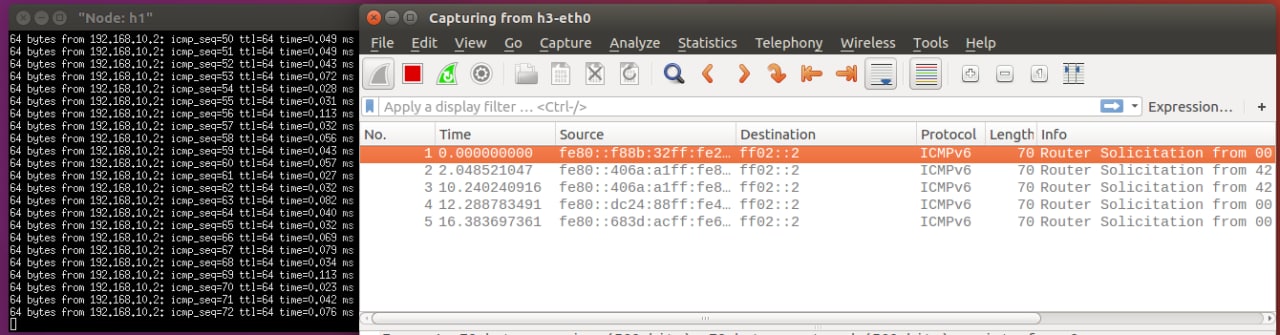 "Node: h1"
64 bytes from 192.168.10.2: icmp_seq=50 ttl=64 time=0.049 ms
64 bytes from 192.168.10.2: icmp_seq=51 ttl=64 time=0.049 ms
64 bytes from 192.168.10.2: icmp_seq=52 ttl=64 time=0.043 ms
64 bytes from 192.168.10.2: icmp_seq=53 ttl=64 time=0.072 ms
64 bytes from 192.168.10.2: icmp_seq=54 ttl=64 time=0.028 ms
64 bytes from 192.168.10.2: icmp_seq=55 ttl=64 time=0.031 ms
64 bytes from 192.168.10.2: icmp_seq=56 ttl=64 time=0.113 ms
64 bytes from 192.168.10.2: icmp_seq=57 ttl=64 time=0.032 ms
64 bytes from 192.168.10.2: icmp_seq=58 ttl=64 time=0.056 ms
64 bytes from 192.168.10.2: icmp_seq=59 ttl=64 time=0.043 ms
64 bytes from 192.168.10.2: icmp_seq=60 ttl=64 time=0.057 ms
64 bytes from 192.168.10.2: icmp_seq=61 ttl=64 time=0.027 ms
64 bytes from 192.168.10.2: icmp_seq=62 ttl=64 time=0.032 ms
64 bytes from 192.168.10.2: icmp_seq=63 ttl=64 time=0.082 ms
64 bytes from 192.168.10.2: icmp_seq=64 ttl=64 time=0.040 ms
64 bytes from 192.168.10.2: icmp_seq=65 ttl=64 time=0.032 ms
64 bytes from 192.168.10.2: icmp_seq=66 ttl=64 time=0.069 ms
64 bytes from 192.168.10.2: icmp_seq=67 ttl=64 time=0.079 ms
64 bytes from 192.168.10.2: icmp_seq=68 ttl=64 time=0.034 ms
64 bytes from 192.168.10.2: icmp_seq=69 ttl=64 time=0.113 ms
64 bytes from 192.168.10.2: icmp_seq=70 ttl=64 time=0.023 ms
64 bytes from 192.168.10.2: icmp_seq=71 ttl=64 time=0.042 ms
64 bytes from 192.168.10.2: icmp_seq=72 ttl=64 time=0.076 ms
Capturing from h3-eth0
File Edit View Go Capture Analyze Statistics Telephony Wireless Tools Help
Apply a display filter ... <Ctrl-/> Expression... +
No. Time Source Destination Protocol Length Info
1 0.000000000 fe80::f88b:32ff:fe2... ff02::2 ICMPv6 70 Router Solicitation from 00
2 2.048521047 fe80::406a:a1ff:fe8... ff02::2 ICMPv6 70 Router Solicitation from 42
3 10.240240916 fe80::406a:a1ff:fe8... ff02::2 ICMPv6 70 Router Solicitation from 42
4 12.288783491 fe80::dc24:88ff:fe4... ff02::2 ICMPv6 70 Router Solicitation from 00
5 16.383697361 fe80::683d:acff:fe6... ff02::2 ICMPv6 70 Router Solicitation from 00